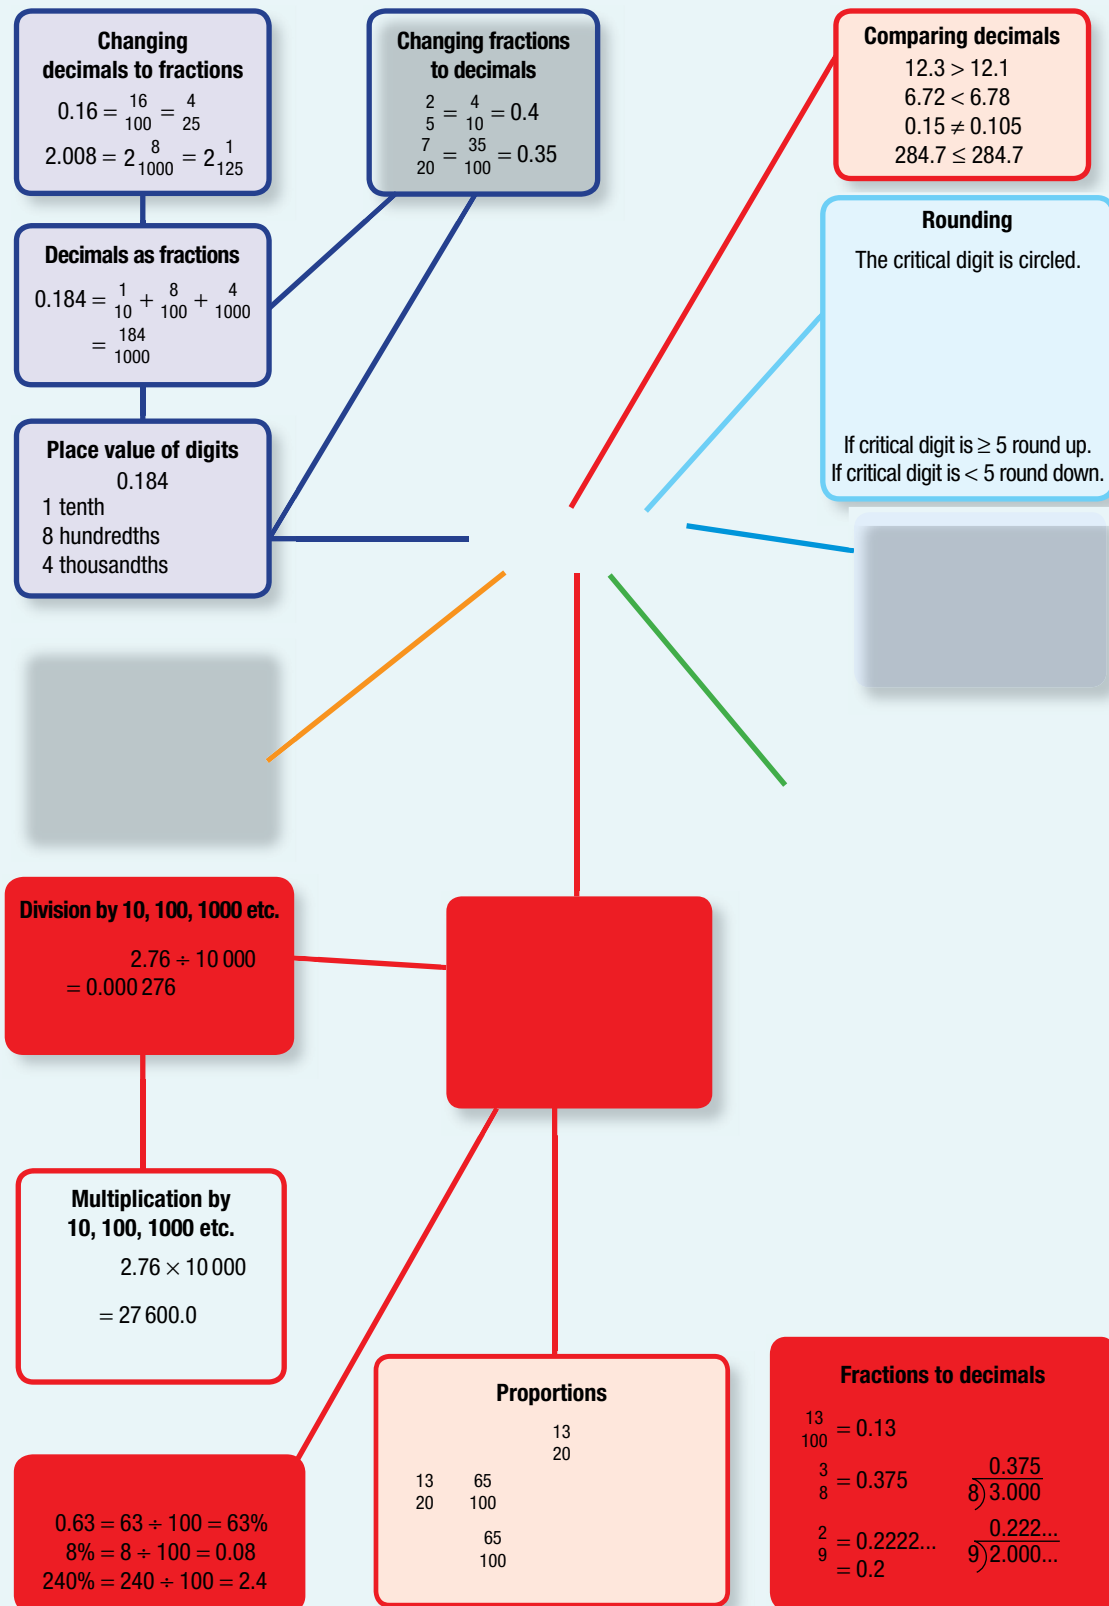 Changing
decimals to fractions
0.16 = 16/100 = 4/25
2.008 = 2 8/1000 = 2 1/125
Changing fractions
to decimals
2/5 = 4/10 = 0.4
7/20 = 35/100 = 0.35
Comparing decimals
12.3 > 12.1
6.72 < 6.78
0.15 ≠ 0.105
284.7 ≤ 284.7
Decimals as fractions
0.184 = 1/10 + 8/100 + 4/1000
= 184/1000
Rounding
The critical digit is circled.
If critical digit is ≥ 5 round up.
If critical digit is < 5 round down.
Place value of digits
0.184
1 tenth
8 hundredths
4 thousandths
Division by 10, 100, 1000 etc.
2.76 ÷ 10 000
= 0.000 276
Multiplication by
10, 100, 1000 etc.
2.76 × 10 000
= 27 600.0
0.63 = 63 ÷ 100 = 63%
8% = 8 ÷ 100 = 0.08
240% = 240 ÷ 100 = 2.4
Proportions
13/20
13/20 65/100
65/100
Fractions to decimals
13/100 = 0.13
3/8 = 0.375
0.375
8)3.000
2/9 = 0.2222...
= 0.2
0.222...
9)2.000...